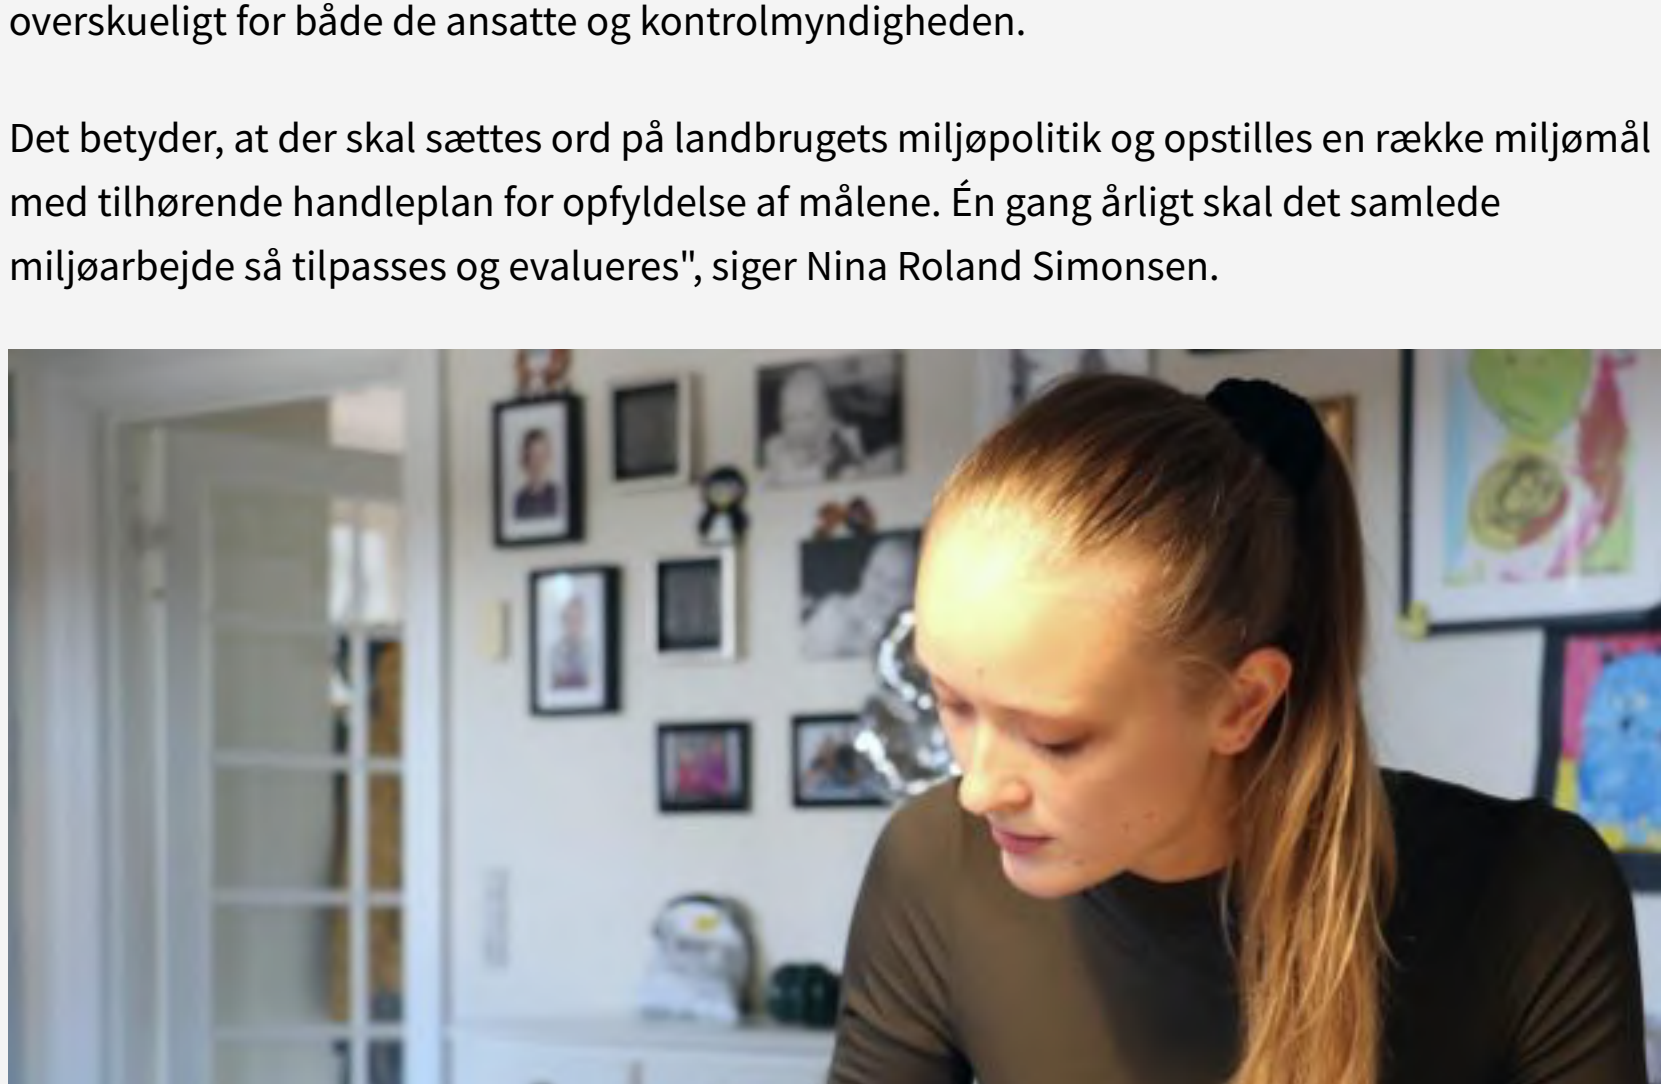 overskueligt for både de ansatte og kontrolmyndigheden.
Det betyder, at der skal sættes ord på landbrugets miljøpolitik og opstilles en række miljømål
med tilhørende handleplan for opfyldelse af målene. Én gang årligt skal det samlede
miljøarbejde så tilpasses og evalueres", siger Nina Roland Simonsen.